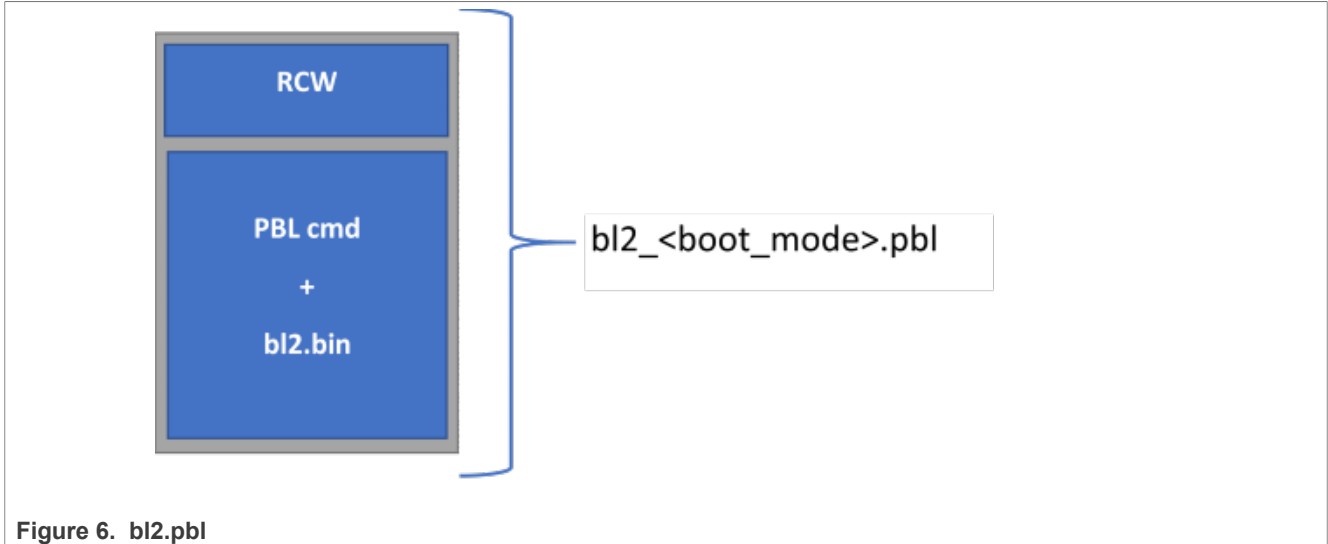 RCW
PBL cmd
+
bl2.bin
bl2_<boot_mode>.pbl
Figure 6. bl2.pbl